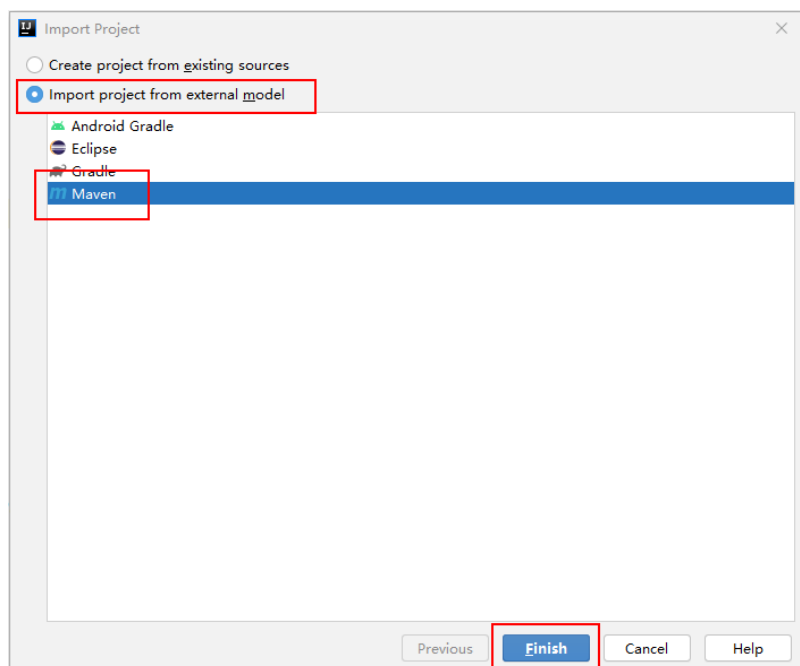 Import Project
Create project from existing sources
Import project from external model
Android Gradle
Eclipse
Gradle
Maven
Previous
Finish
Cancel
Help